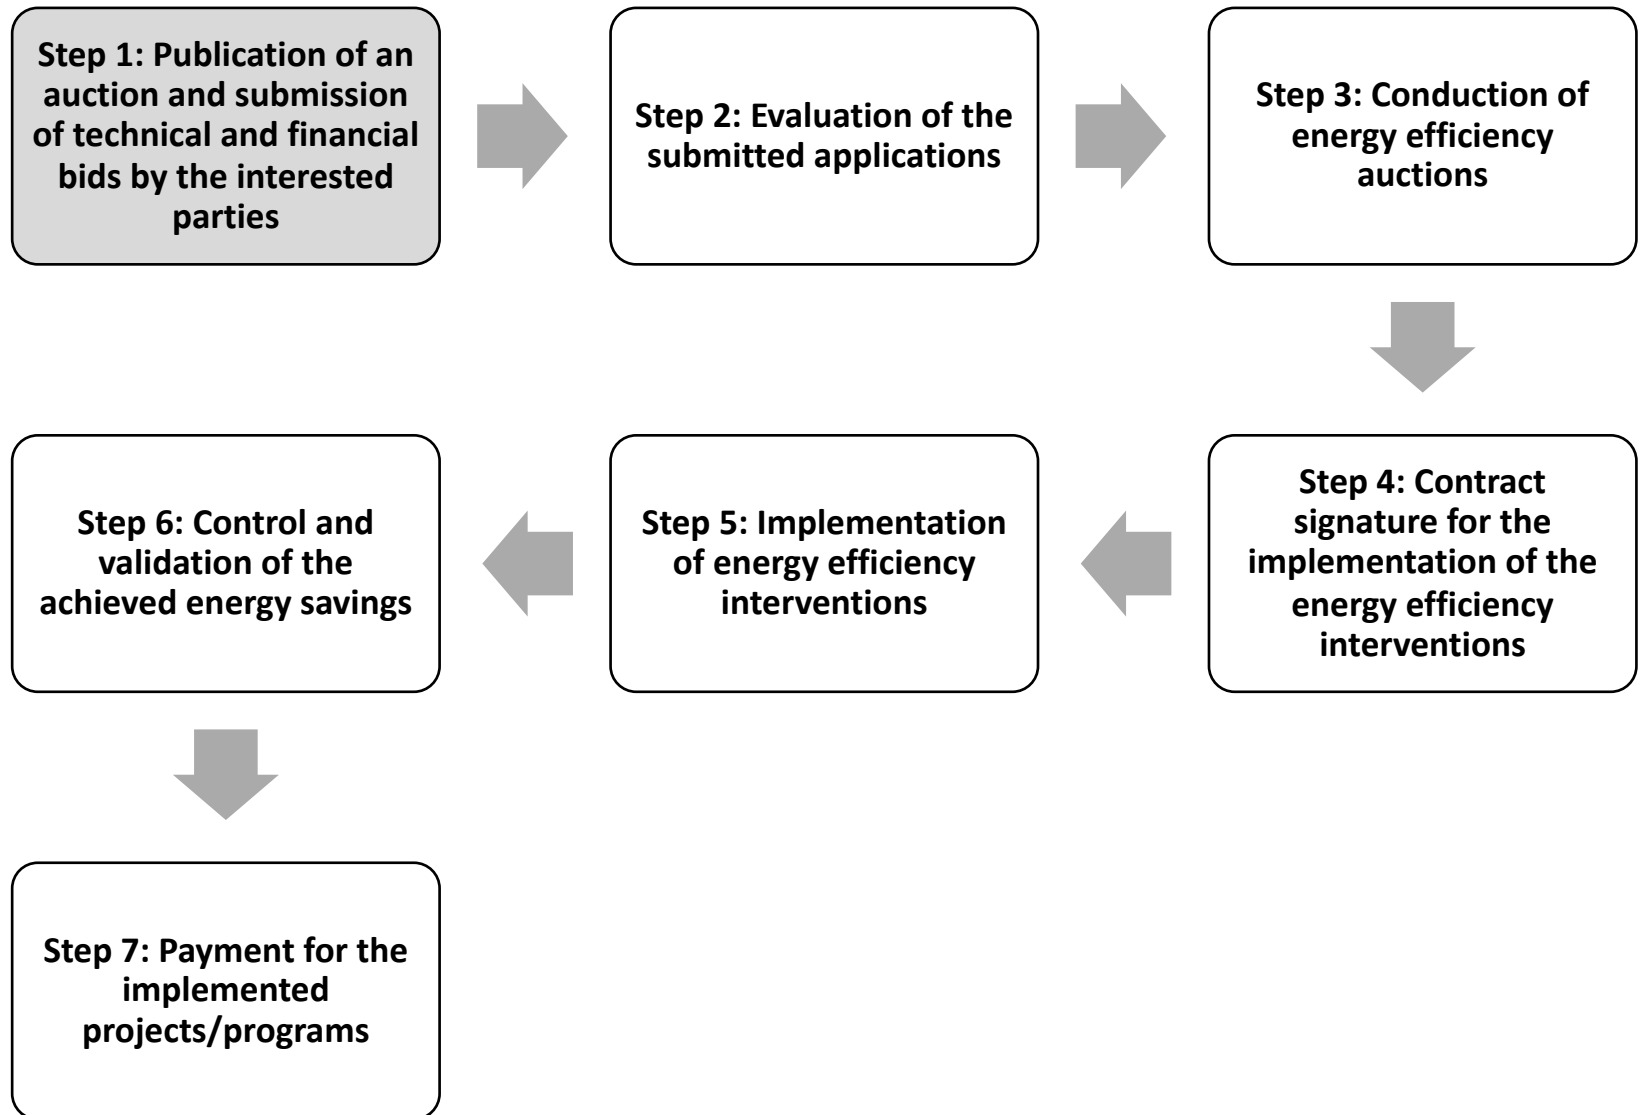 Step 1: Publication of an
auction and submission
of technical and financial
bids by the interested
parties
Step 2: Evaluation of the
submitted applications
Step 3: Conduction of
energy efficiency
auctions
Step 4: Contract
signature for the
implementation of the
energy efficiency
interventions
Step 5: Implementation
of energy efficiency
interventions
Step 6: Control and
validation of the
achieved energy savings
Step 7: Payment for the
implemented
projects/programs